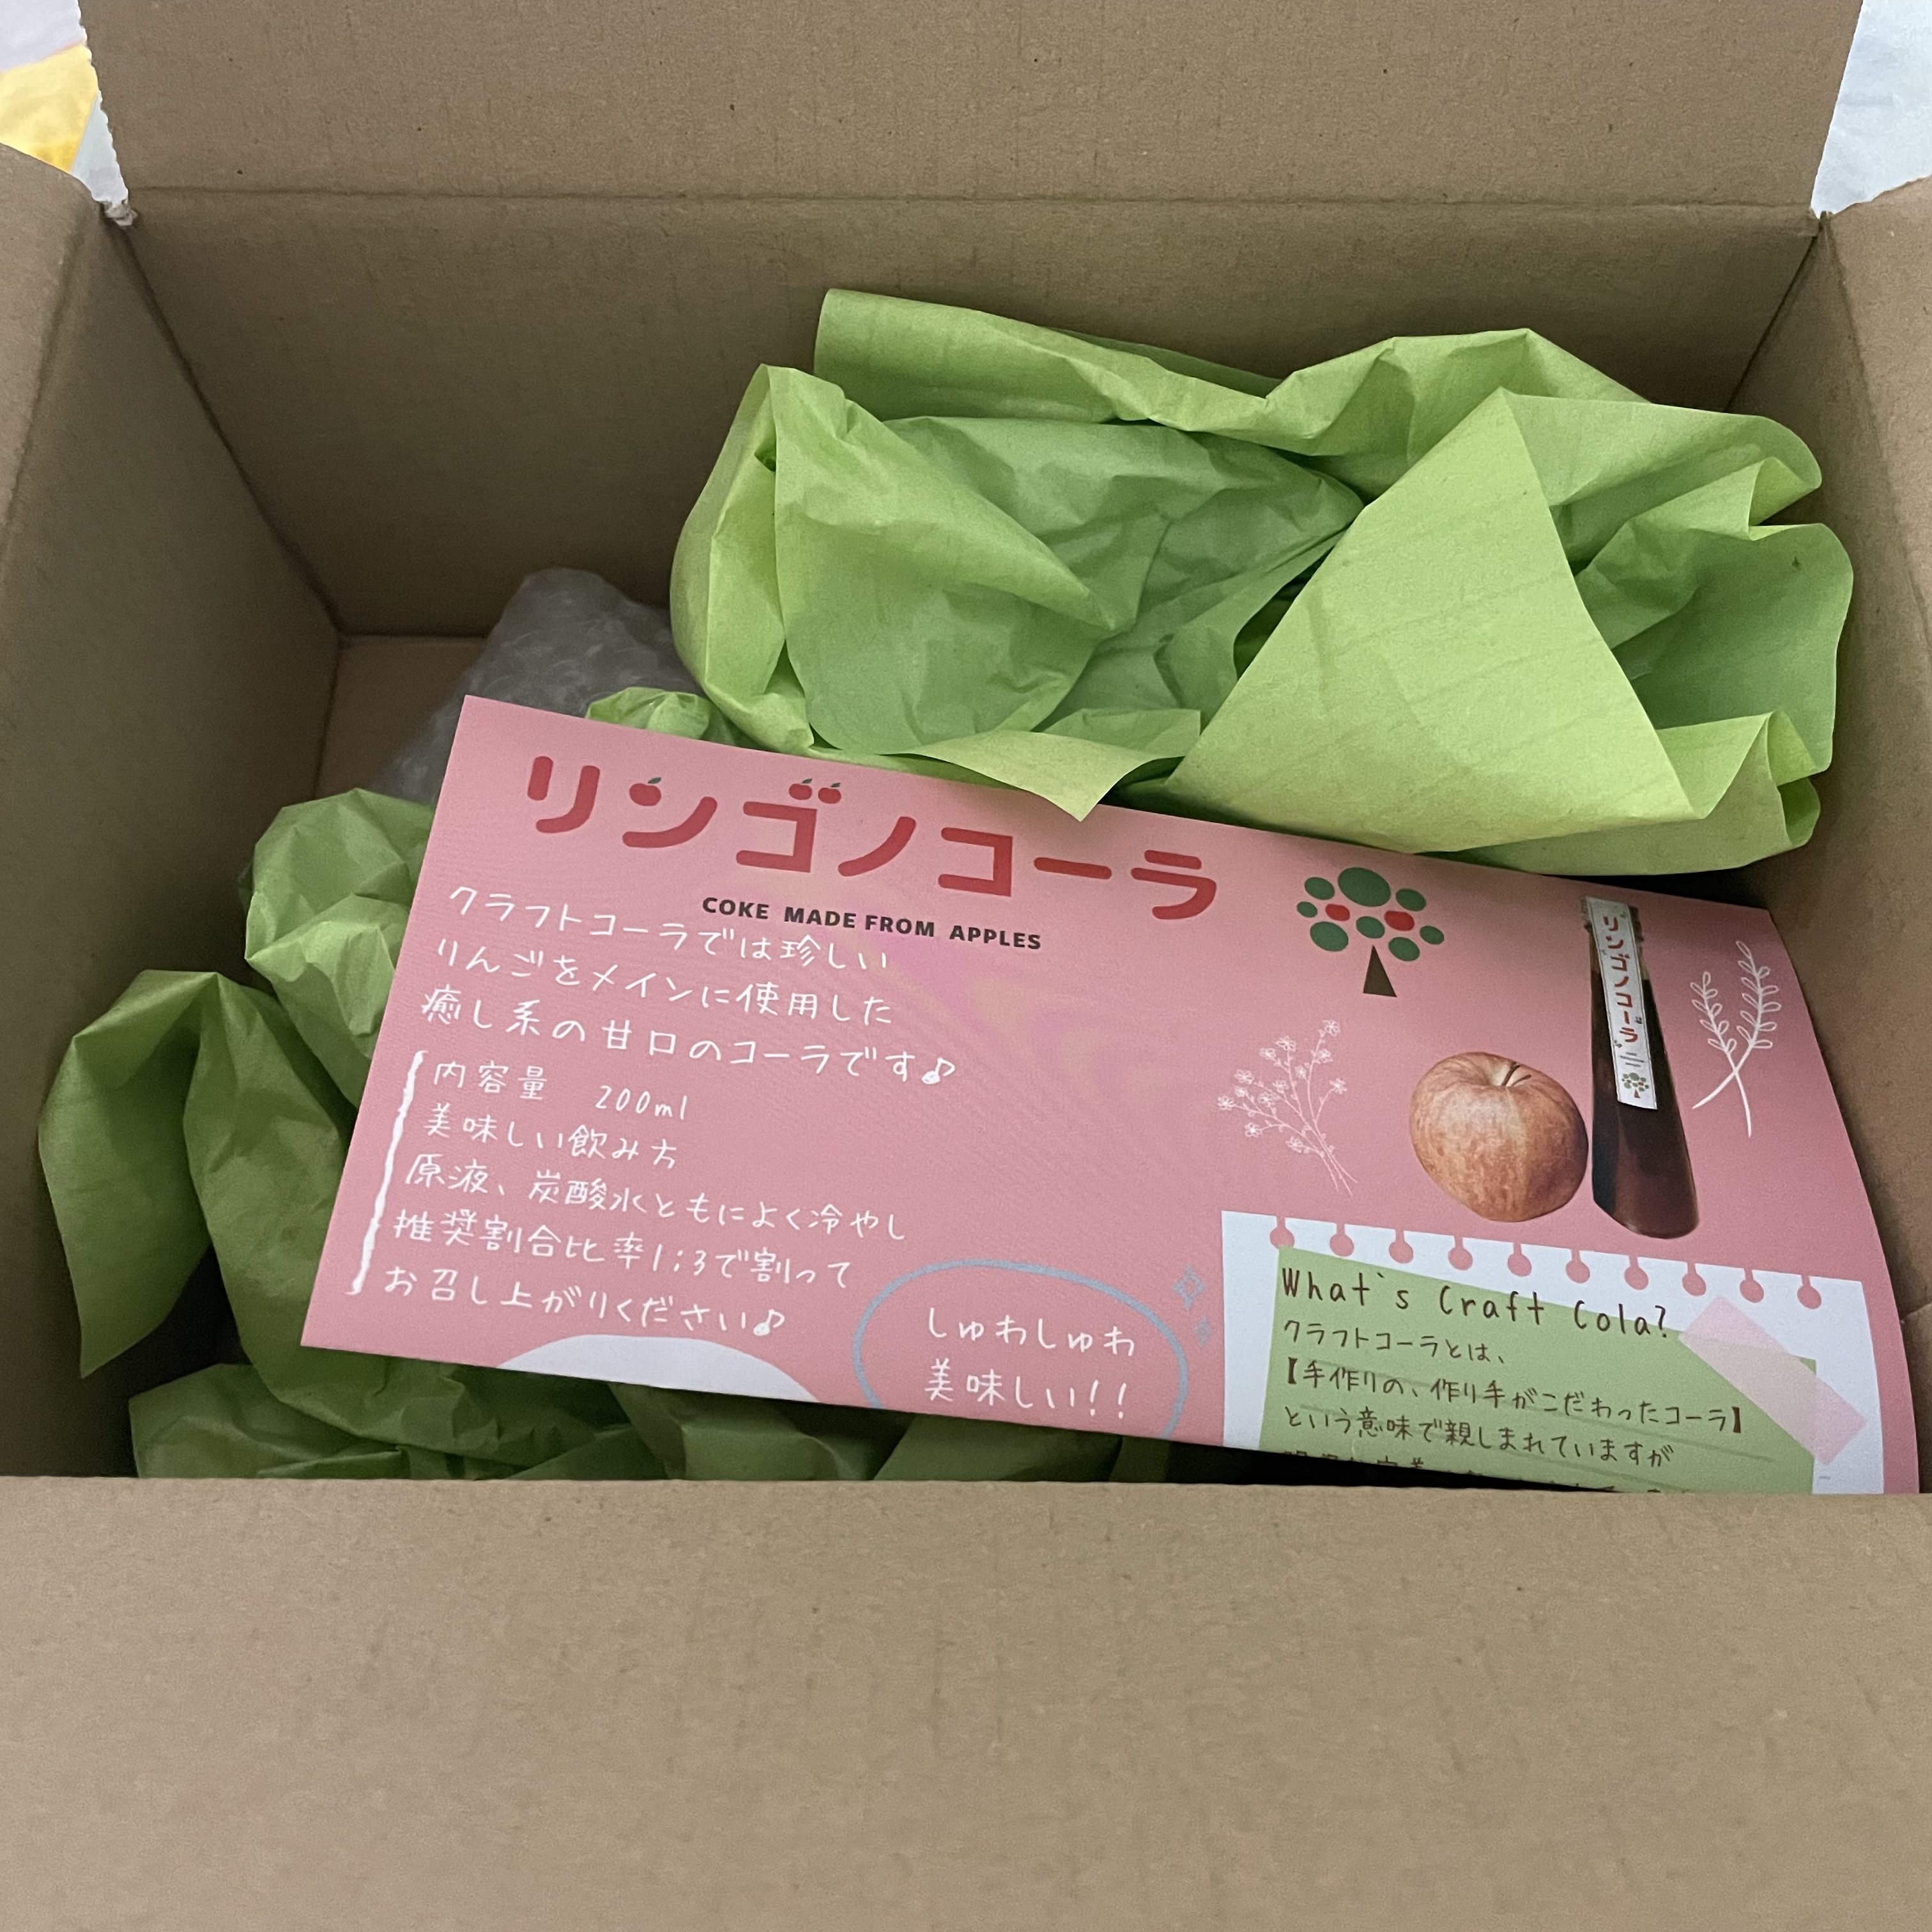 リンゴノコーラ
COKE MADE FROM APPLES
クラフトコーラでは珍しい
りんごをメインに使用した
癒し系の甘口のコーラです♪
内容量 200ml
美味しい飲み方
原液、炭酸水ともによく冷やし
推奨割合比率1:3で割って
お召し上がりください♪
しゅわしゅわ
美味しい!!
リンゴノコーラ
What's Craft Cola?
クラフトコーラとは、
【手作りの、作り手がこだわったコーラ】
という意味で親しまれていますが